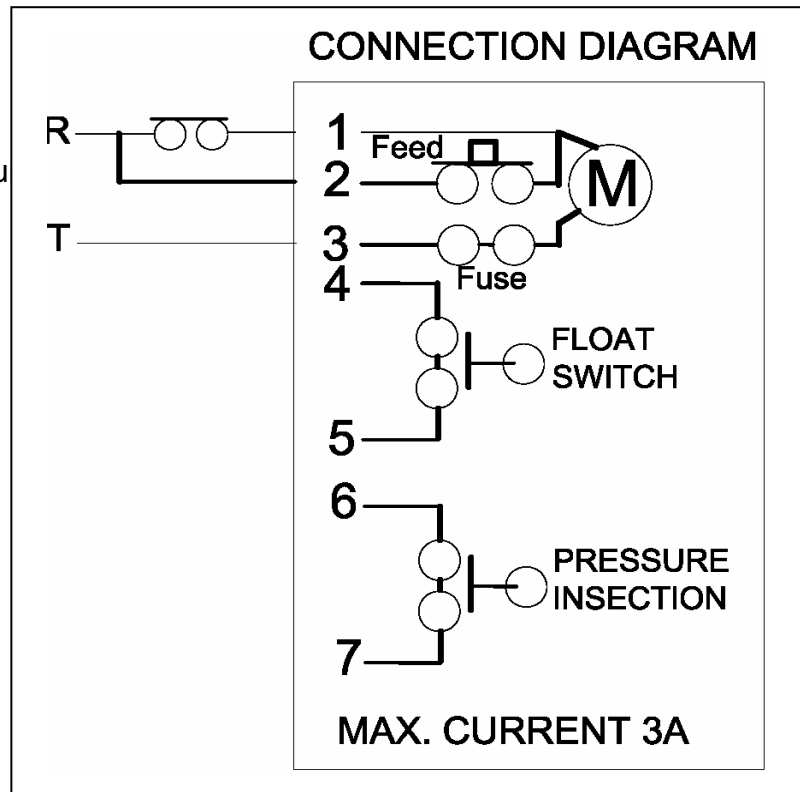 CONNECTION DIAGRAM
R
1
Feed
u
2
M
T
3
Fuse
4
FLOAT
SWITCH
5
6
PRESSURE
INSECTION
7
MAX. CURRENT 3A